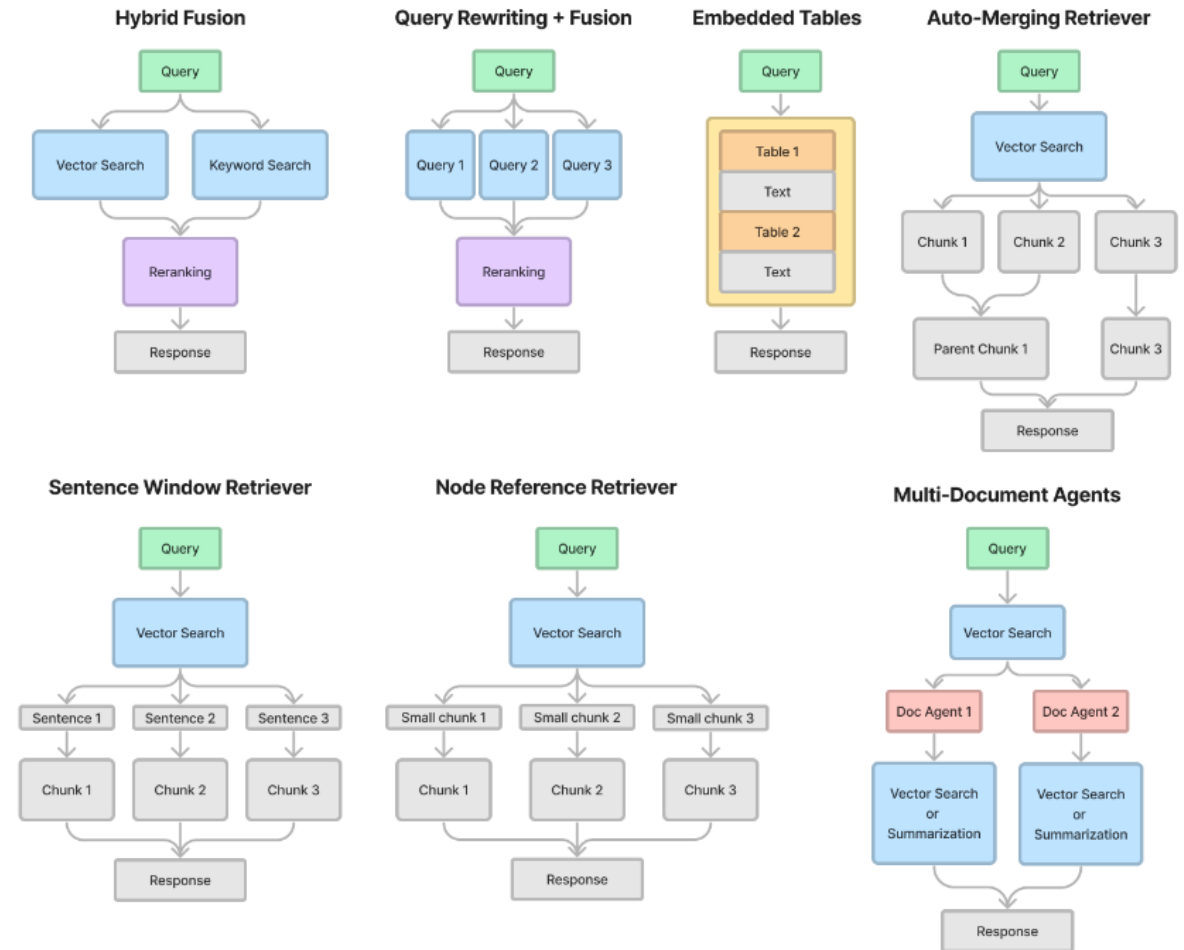 Hybrid Fusion
Query
Vector Search
Keyword Search
Reranking
Response
Query Rewriting + Fusion
Query
Query 1
Query 2
Query 3
Reranking
Response
Embedded Tables
Query
Table 1
Text
Table 2
Text
Response
Auto-Merging Retriever
Query
Vector Search
Chunk 1
Chunk 2
Chunk 3
Parent Chunk 1
Chunk 3
Response
Sentence Window Retriever
Query
Vector Search
Sentence 1
Sentence 2
Sentence 3
Chunk 1
Chunk 2
Chunk 3
Response
Node Reference Retriever
Query
Vector Search
Small chunk 1
Small chunk 2
Small chunk 3
Chunk 1
Chunk 2
Chunk 3
Response
Multi-Document Agents
Query
Vector Search
Doc Agent 1
Doc Agent 2
Vector Search
or
Summarization
Vector Search
or
Summarization
Response